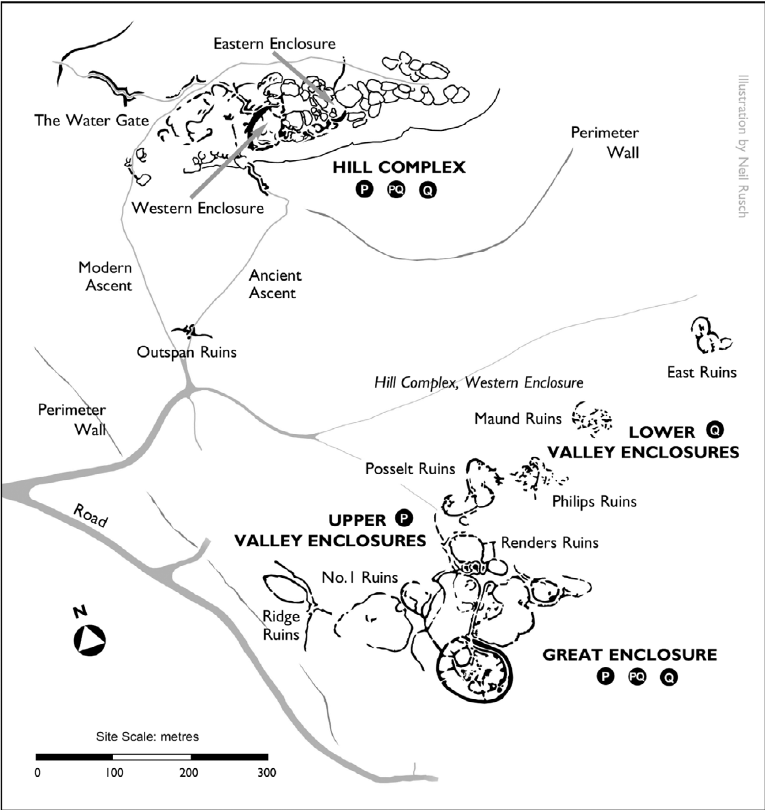 Eastern Enclosure
The Water Gate
Illustration by Neil Rusch
Perimeter
Wall
HILL COMPLEX
P PQ Q
Western Enclosure
Modern
Ascent
Ancient
Ascent
Outspan Ruins
East Ruins
Hill Complex, Western Enclosure
Perimeter
Wall
Maund Ruins
LOWER Q
VALLEY ENCLOSURES
Posselt Ruins
Philips Ruins
Road
UPPER P
VALLEY ENCLOSURES
Renders Ruins
No.1 Ruins
Ridge
Ruins
N
GREAT ENCLOSURE
P PQ Q
Site Scale: metres
0 100 200 300